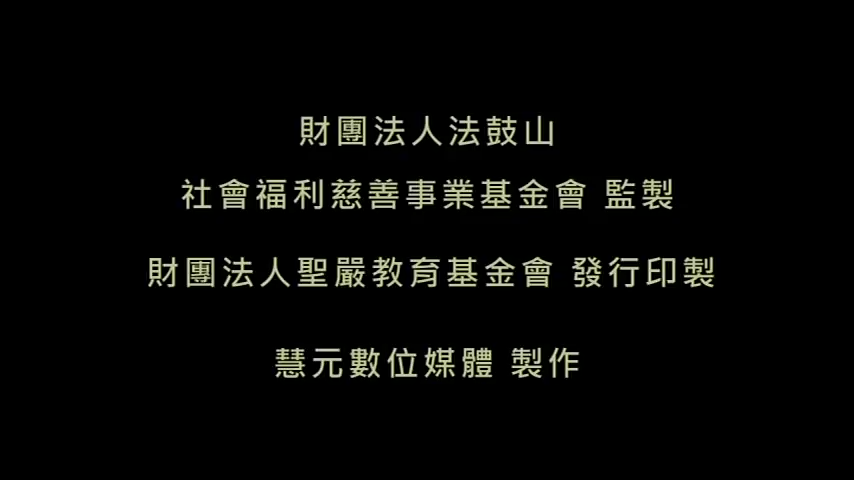 財團法人法鼓山
社會福利慈善事業基金會 監製
財團法人聖嚴教育基金會 發行印製
慧元數位媒體 製作